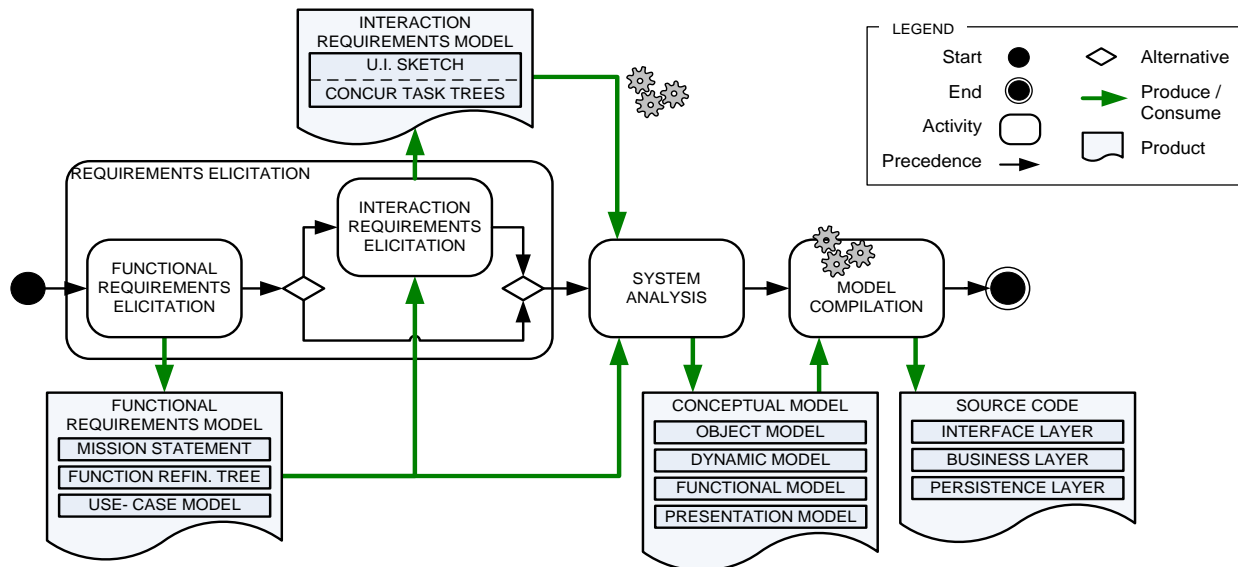 INTERACTION
REQUIREMENTS MODEL
U.I. SKETCH
CONCUR TASK TREES
LEGEND
Start
End
Activity
Precedence
Alternative
Produce /
Consume
Product
REQUIREMENTS ELICITATION
FUNCTIONAL
REQUIREMENTS
ELICITATION
INTERACTION
REQUIREMENTS
ELICITATION
SYSTEM
ANALYSIS
MODEL
COMPILATION
FUNCTIONAL
REQUIREMENTS MODEL
MISSION STATEMENT
FUNCTION REFIN. TREE
USE- CASE MODEL
CONCEPTUAL MODEL
OBJECT MODEL
DYNAMIC MODEL
FUNCTIONAL MODEL
PRESENTATION MODEL
SOURCE CODE
INTERFACE LAYER
BUSINESS LAYER
PERSISTENCE LAYER